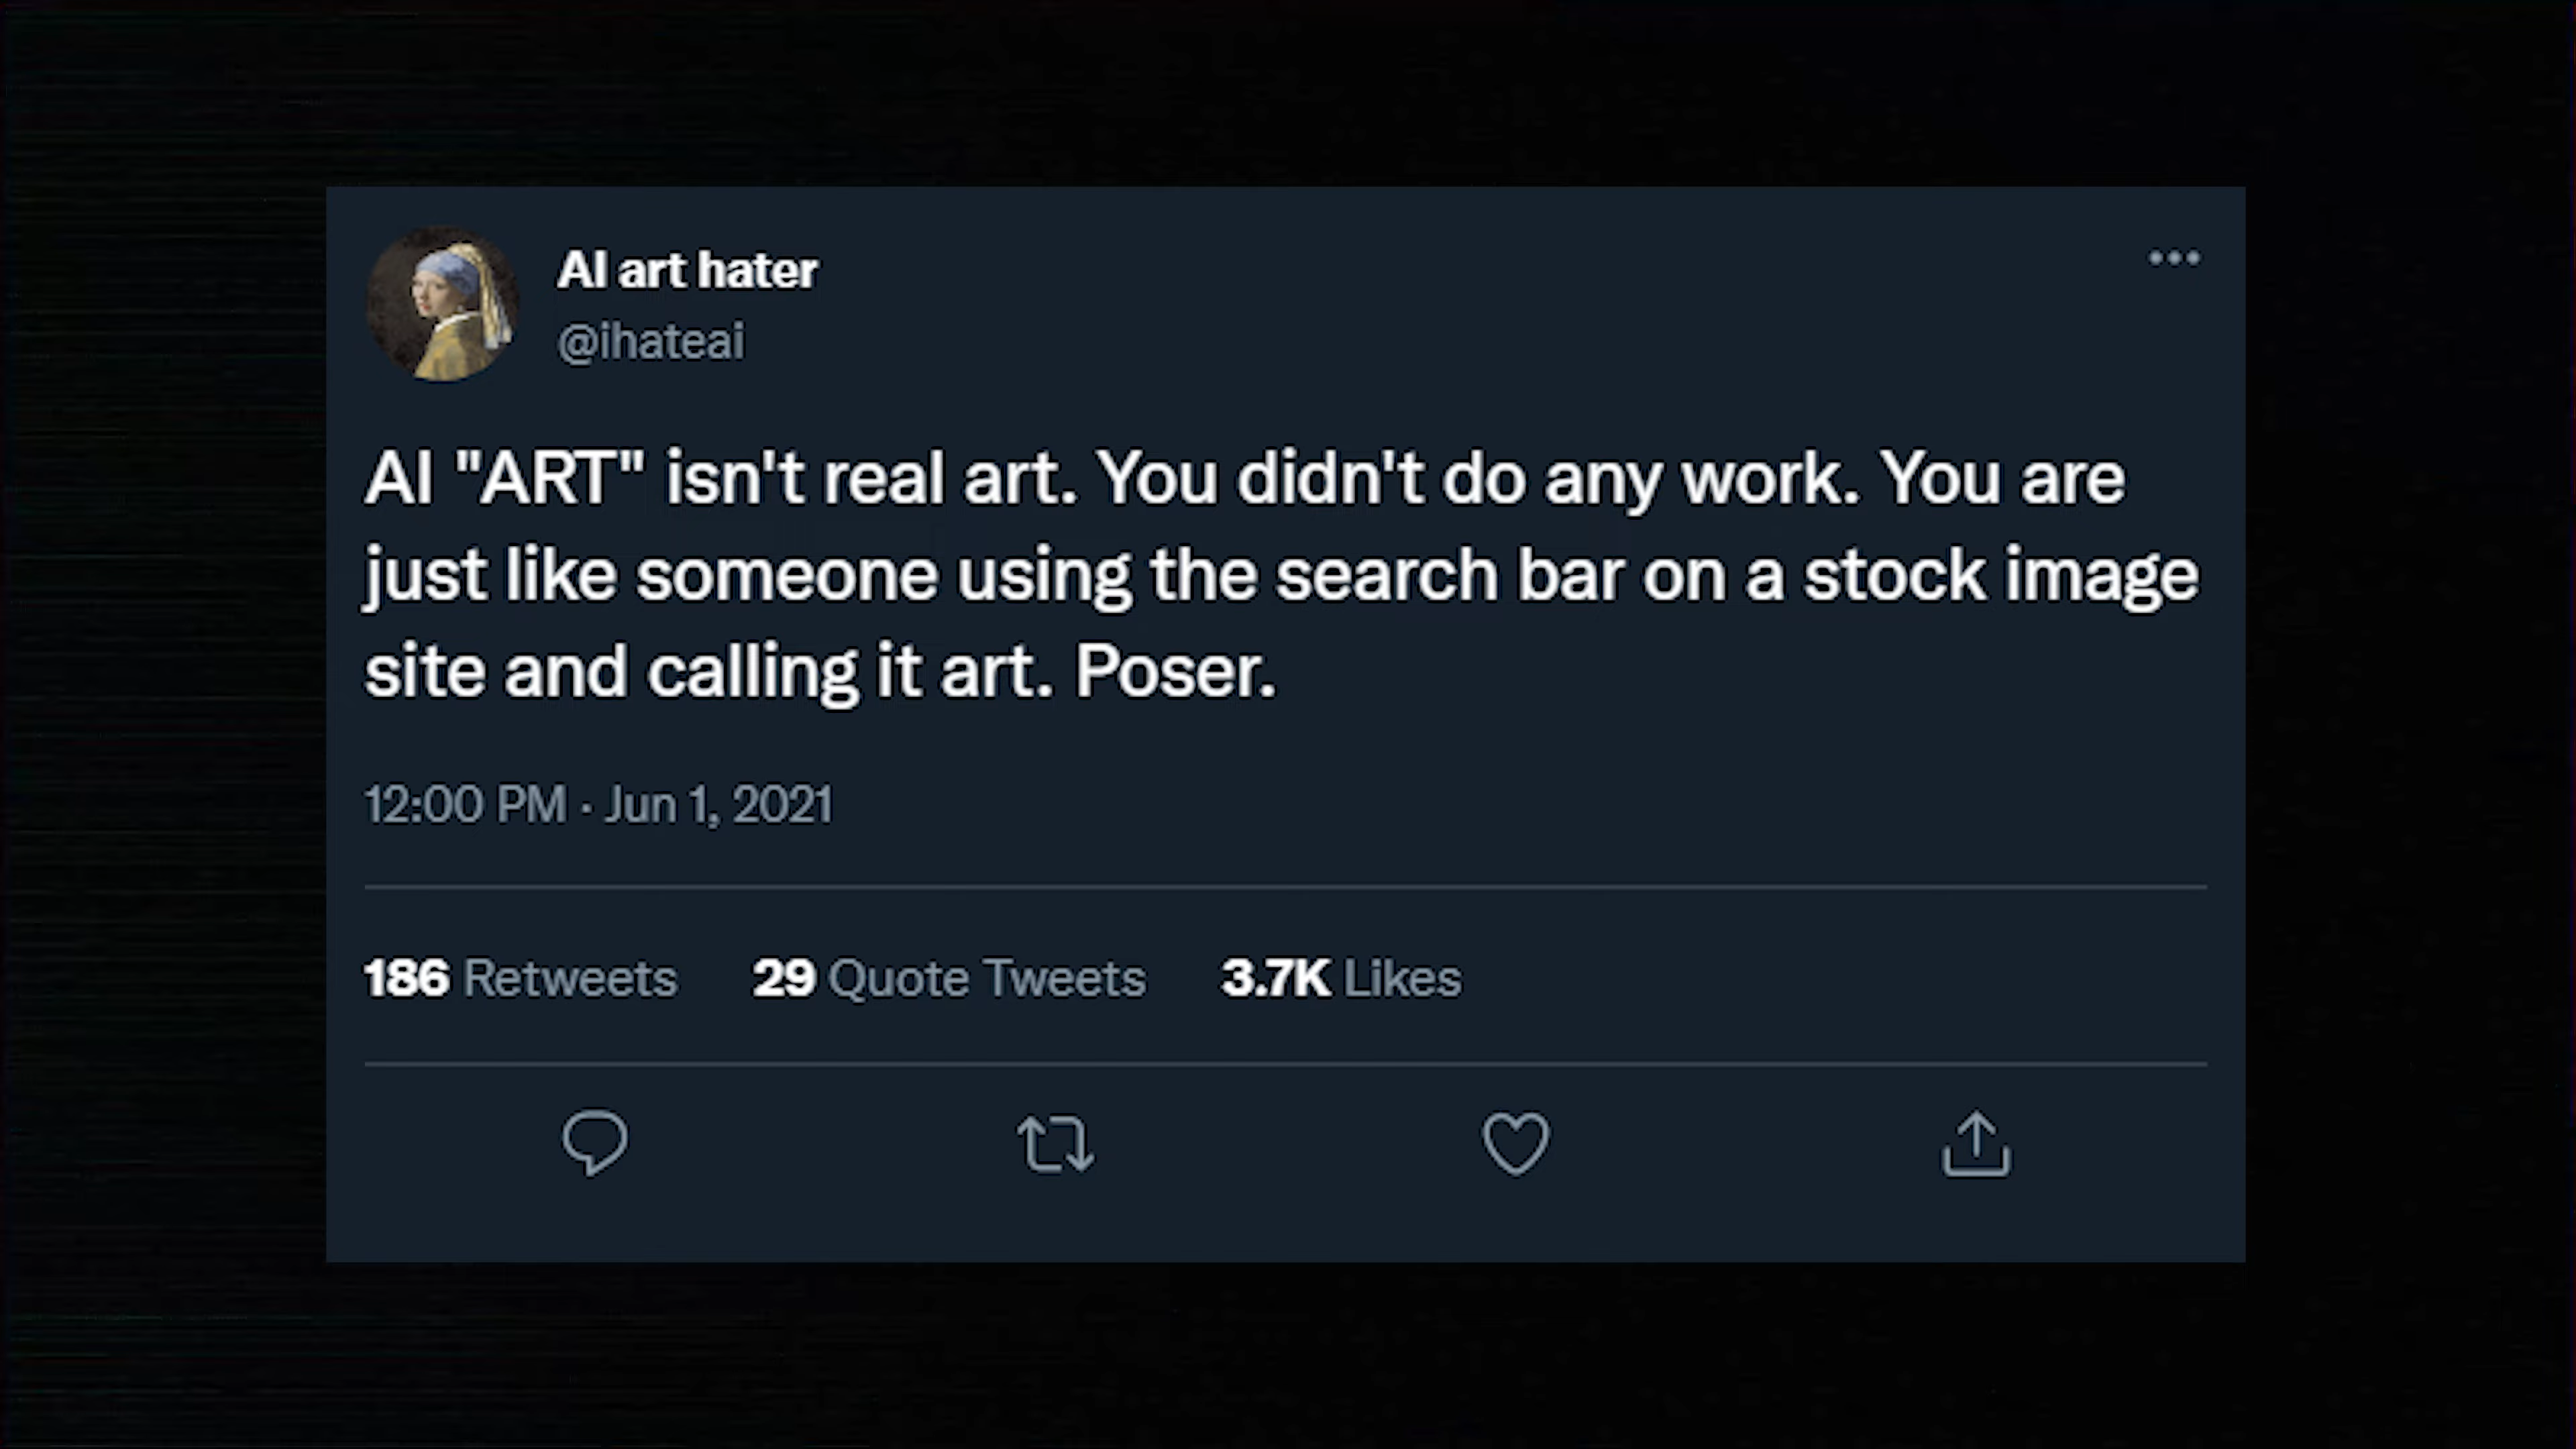 AI art hater
@ihateai
AI "ART" isn't real art. You didn't do any work. You are
just like someone using the search bar on a stock image
site and calling it art. Poser.
12:00 PM · Jun 1, 2021
186 Retweets 29 Quote Tweets 3.7K Likes